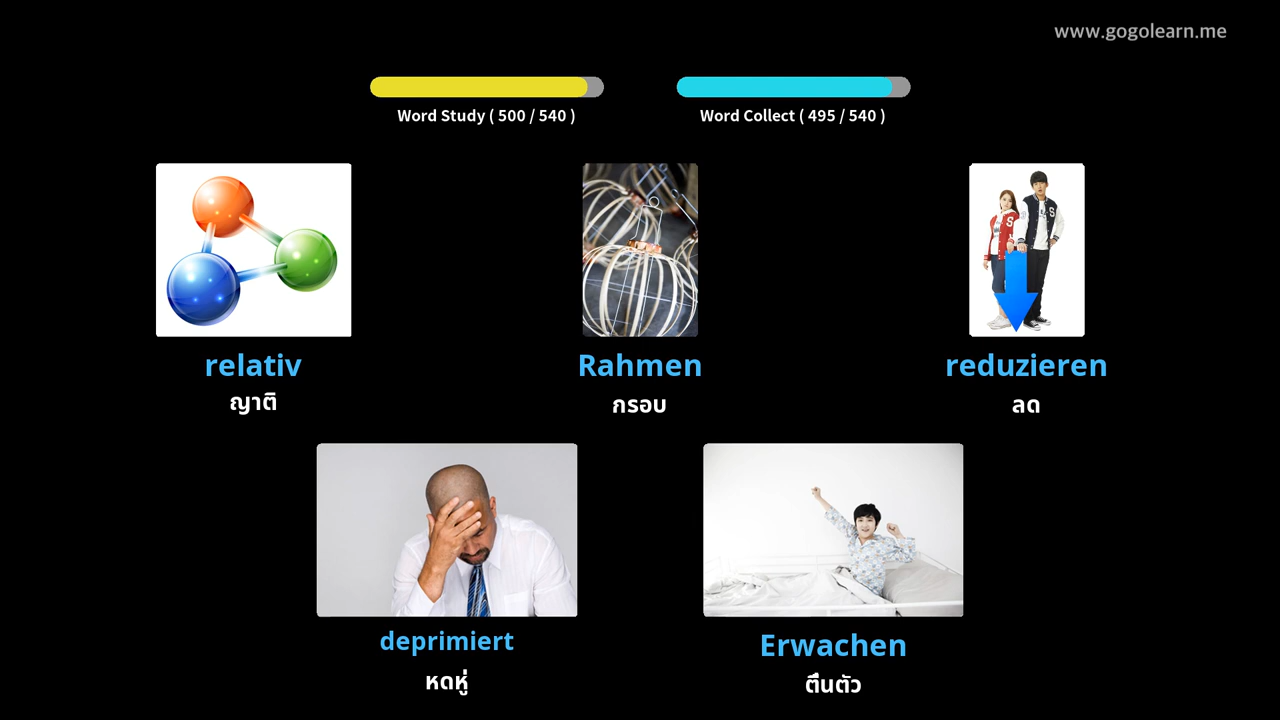 www.gogolearn.me
Word Study ( 500 / 540 )
Word Collect ( 495 / 540 )
relativ
ญาติ
Rahmen
กรอบ
reduzieren
ลด
deprimiert
หดหู่
Erwachen
ตื่นตัว